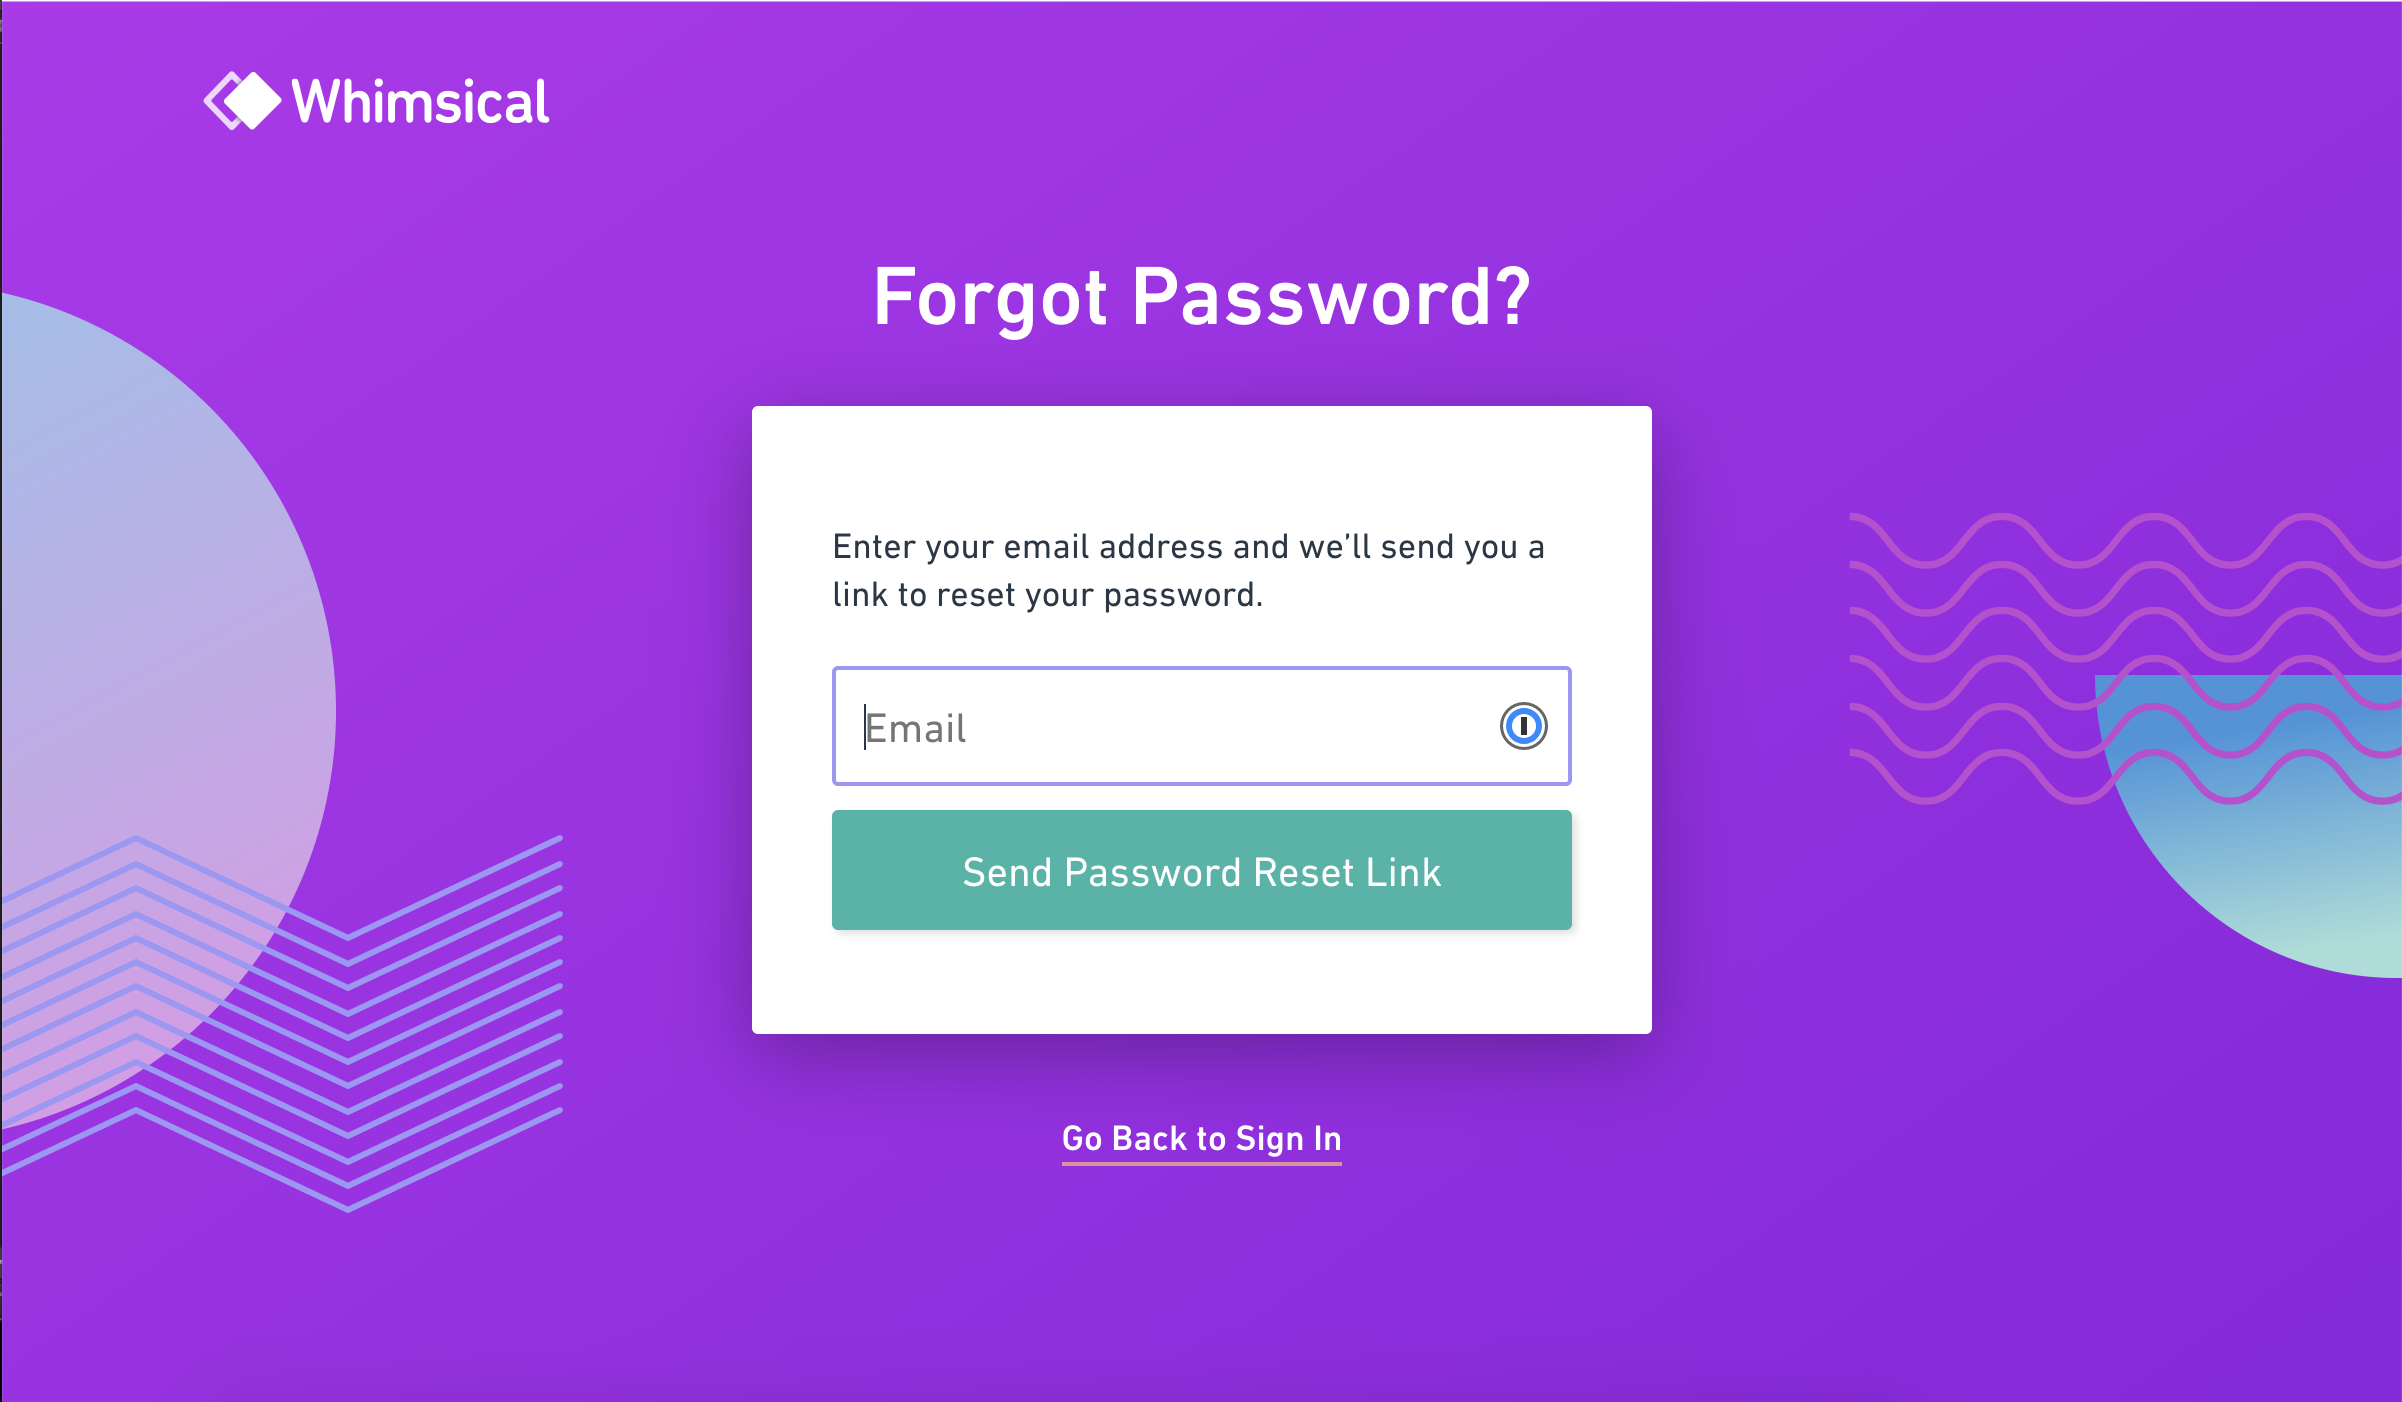 Whimsical
Forgot Password?
Enter your email address and we’ll send you a
link to reset your password.
Email
Send Password Reset Link
Go Back to Sign In